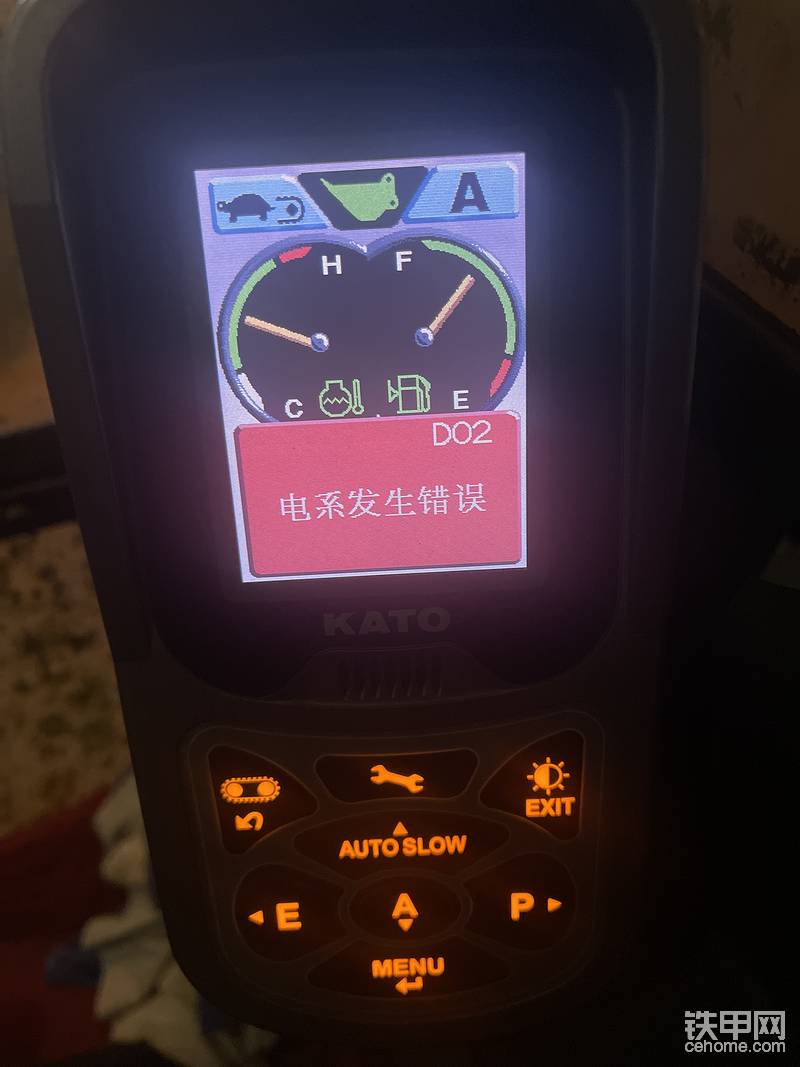 A
H F
C E
D02
电系发生错误
KATO
EXIT
AUTO SLOW
E A P
MENU
铁甲网
cehome.com